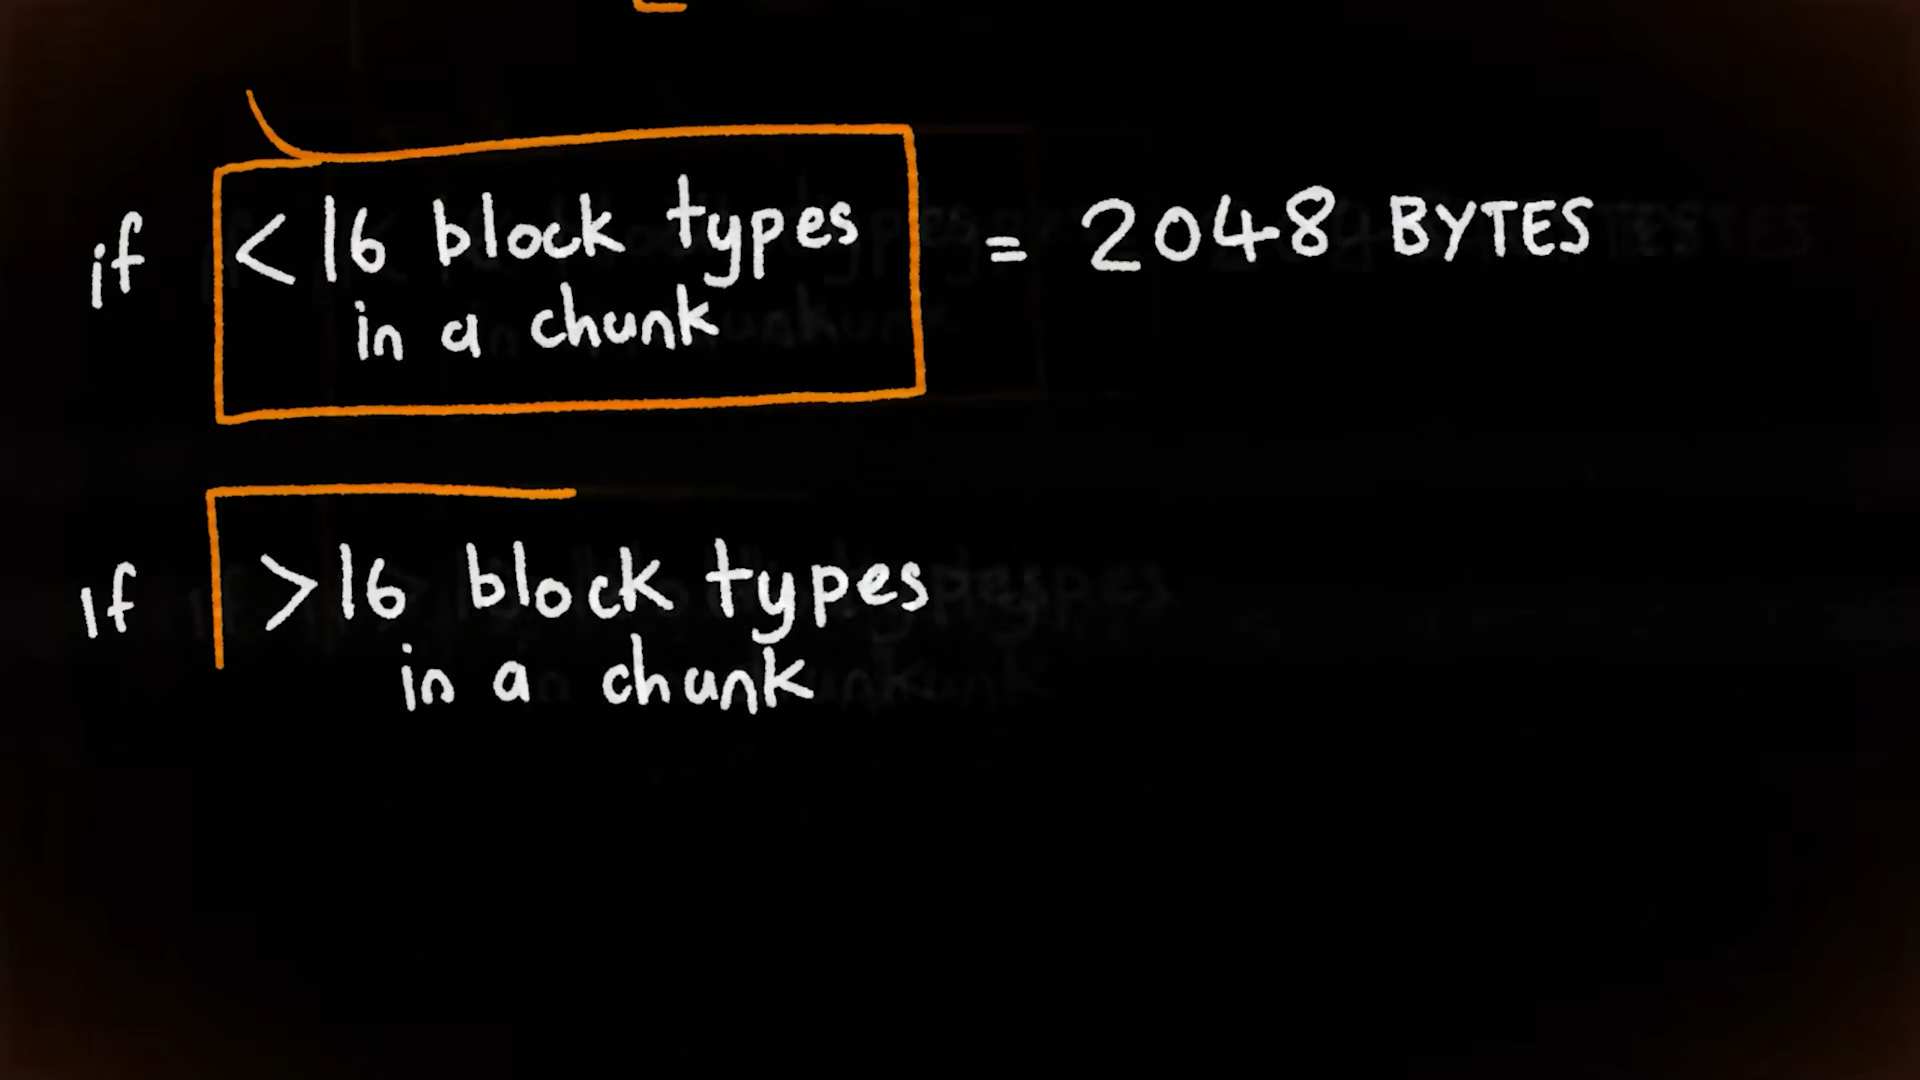 if < 16 block types = 2048 BYTES
in a chunk
If > 16 block types
in a chunk